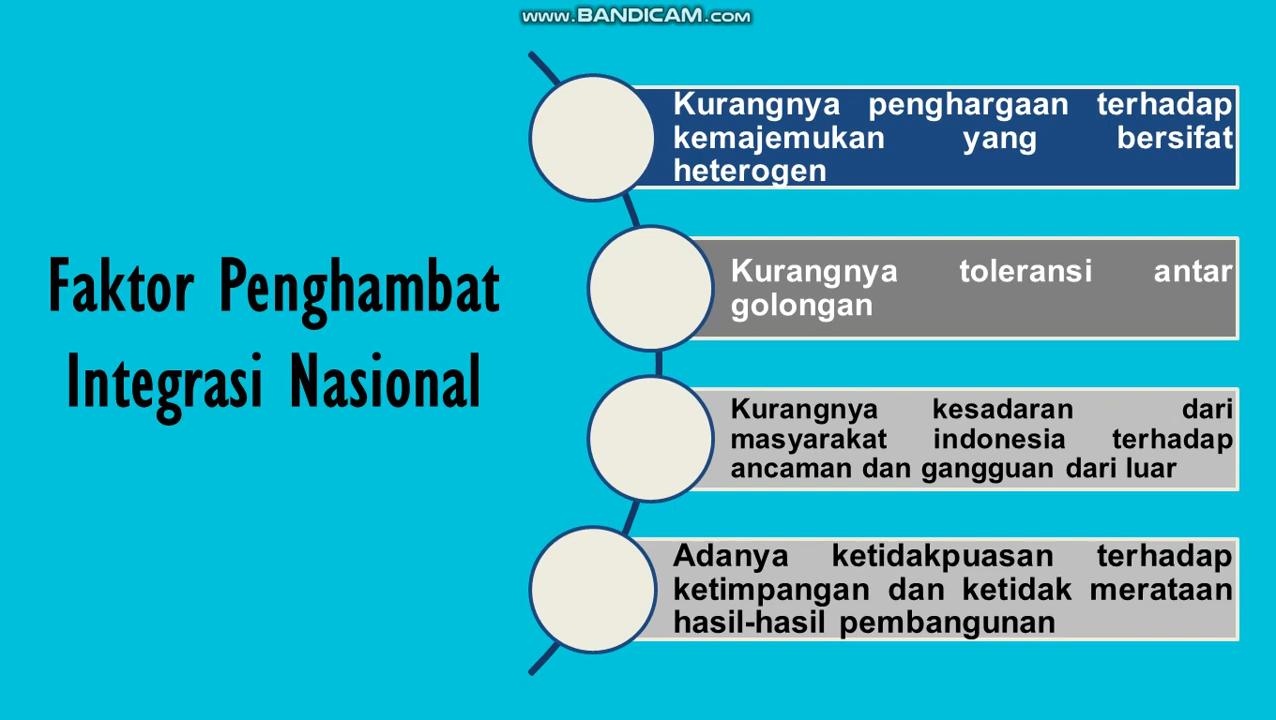 www.BANDICAM.com
Faktor Penghambat
Integrasi Nasional
Kurangnya penghargaan terhadap
kemajemukan yang bersifat
heterogen
Kurangnya toleransi antar
golongan
Kurangnya kesadaran dari
masyarakat indonesia terhadap
ancaman dan gangguan dari luar
Adanya ketidakpuasan terhadap
ketimpangan dan ketidak merataan
hasil-hasil pembangunan